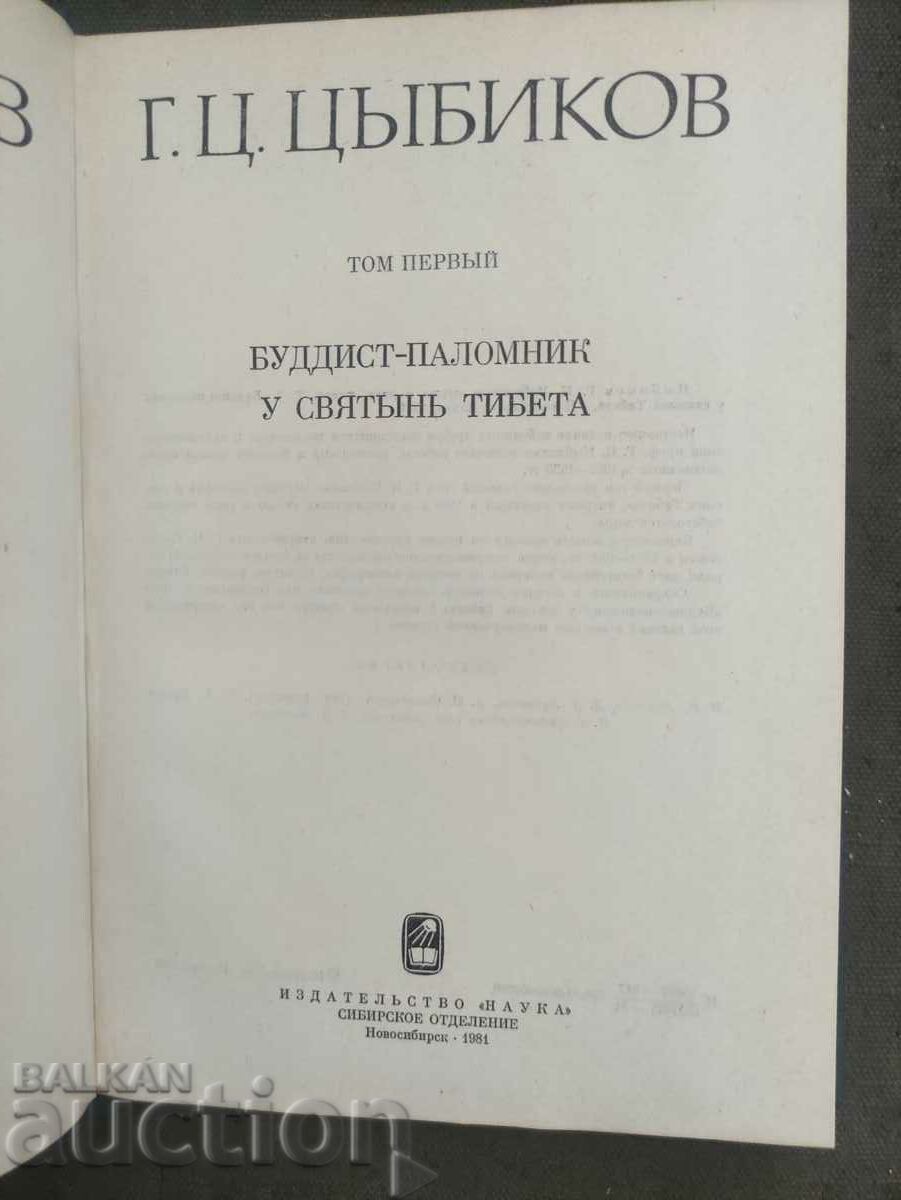 В
Г. Ц. ЦЫБИКОВ
ТОМ ПЕРВЫЙ
БУДДИСТ-ПАЛОМНИК
У СВЯТЫНЬ ТИБЕТА
ИЗДАТЕЛЬСТВО «НАУКА»
СИБИРСКОЕ ОТДЕЛЕНИЕ
Новосибирск · 1981
BALKAN
auction